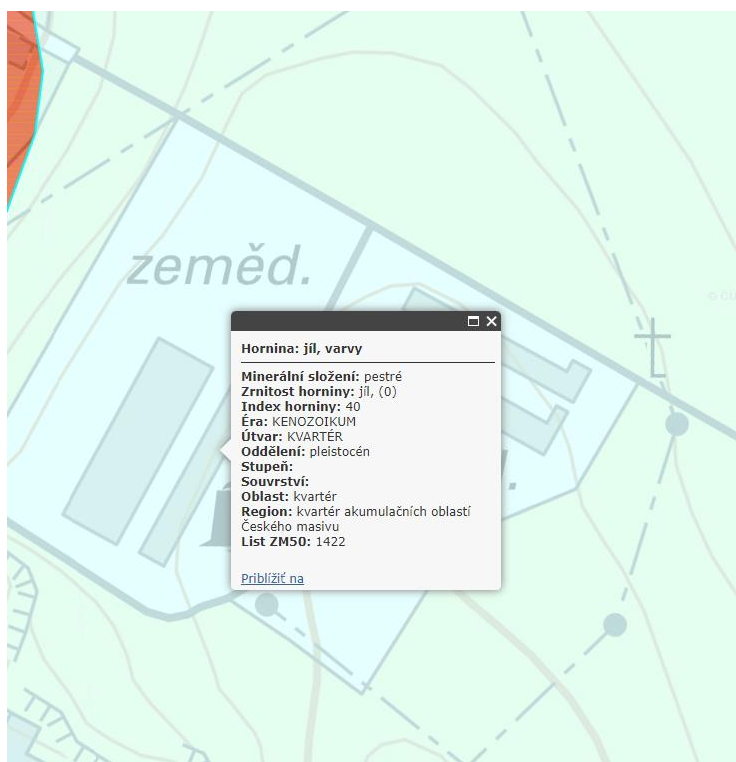 zeměd.
Hornina: jíl, varvy
Minerální složení: pestré
Zrnitost horniny: jíl, (0)
Index horniny: 40
Éra: KENOZOIKUM
Útvar: KVARTÉR
Oddělení: pleistocén
Stupeň:
Souvrství:
Oblast: kvartér
Region: kvartér akumulačních oblastí
Českého masivu
List ZM50: 1422
Priblížiť na